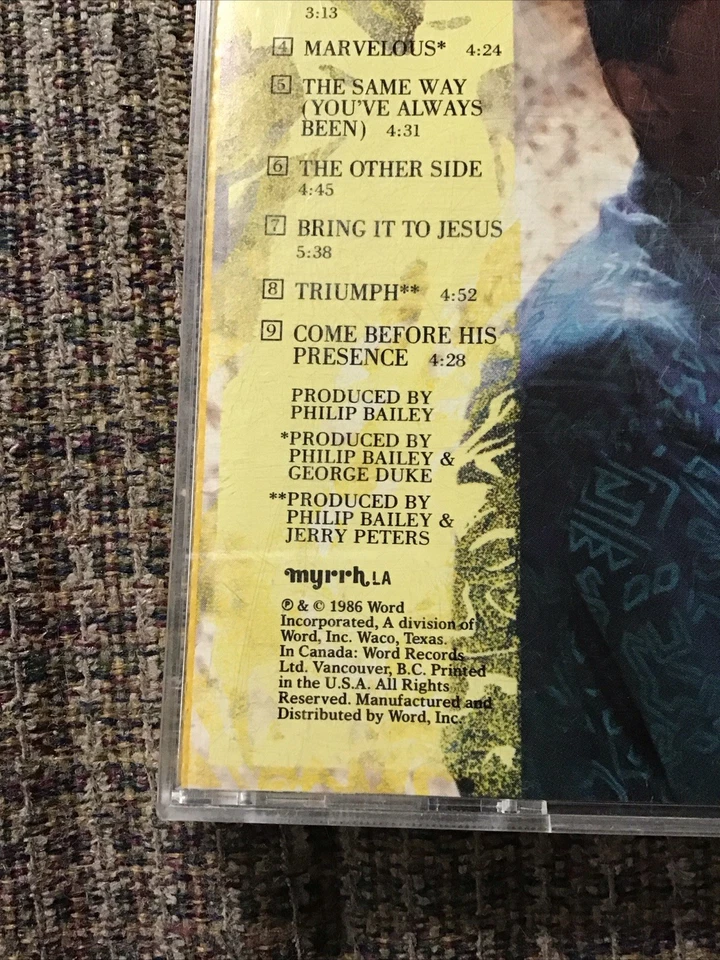 3:13
4 MARVELOUS* 4:24
5 THE SAME WAY
(YOU'VE ALWAYS
BEEN) 4:31
6 THE OTHER SIDE
4:45
7 BRING IT TO JESUS
5:38
8 TRIUMPH** 4:52
9 COME BEFORE HIS
PRESENCE 4:28
PRODUCED BY
PHILIP BAILEY
*PRODUCED BY
PHILIP BAILEY &
GEORGE DUKE
**PRODUCED BY
PHILIP BAILEY &
JERRY PETERS
myrrh LA
℗ & © 1986 Word
Incorporated, A division of
Word, Inc. Waco, Texas.
In Canada: Word Records
Ltd. Vancouver, B.C. Printed
in the U.S.A. All Rights
Reserved. Manufactured and
Distributed by Word, Inc.